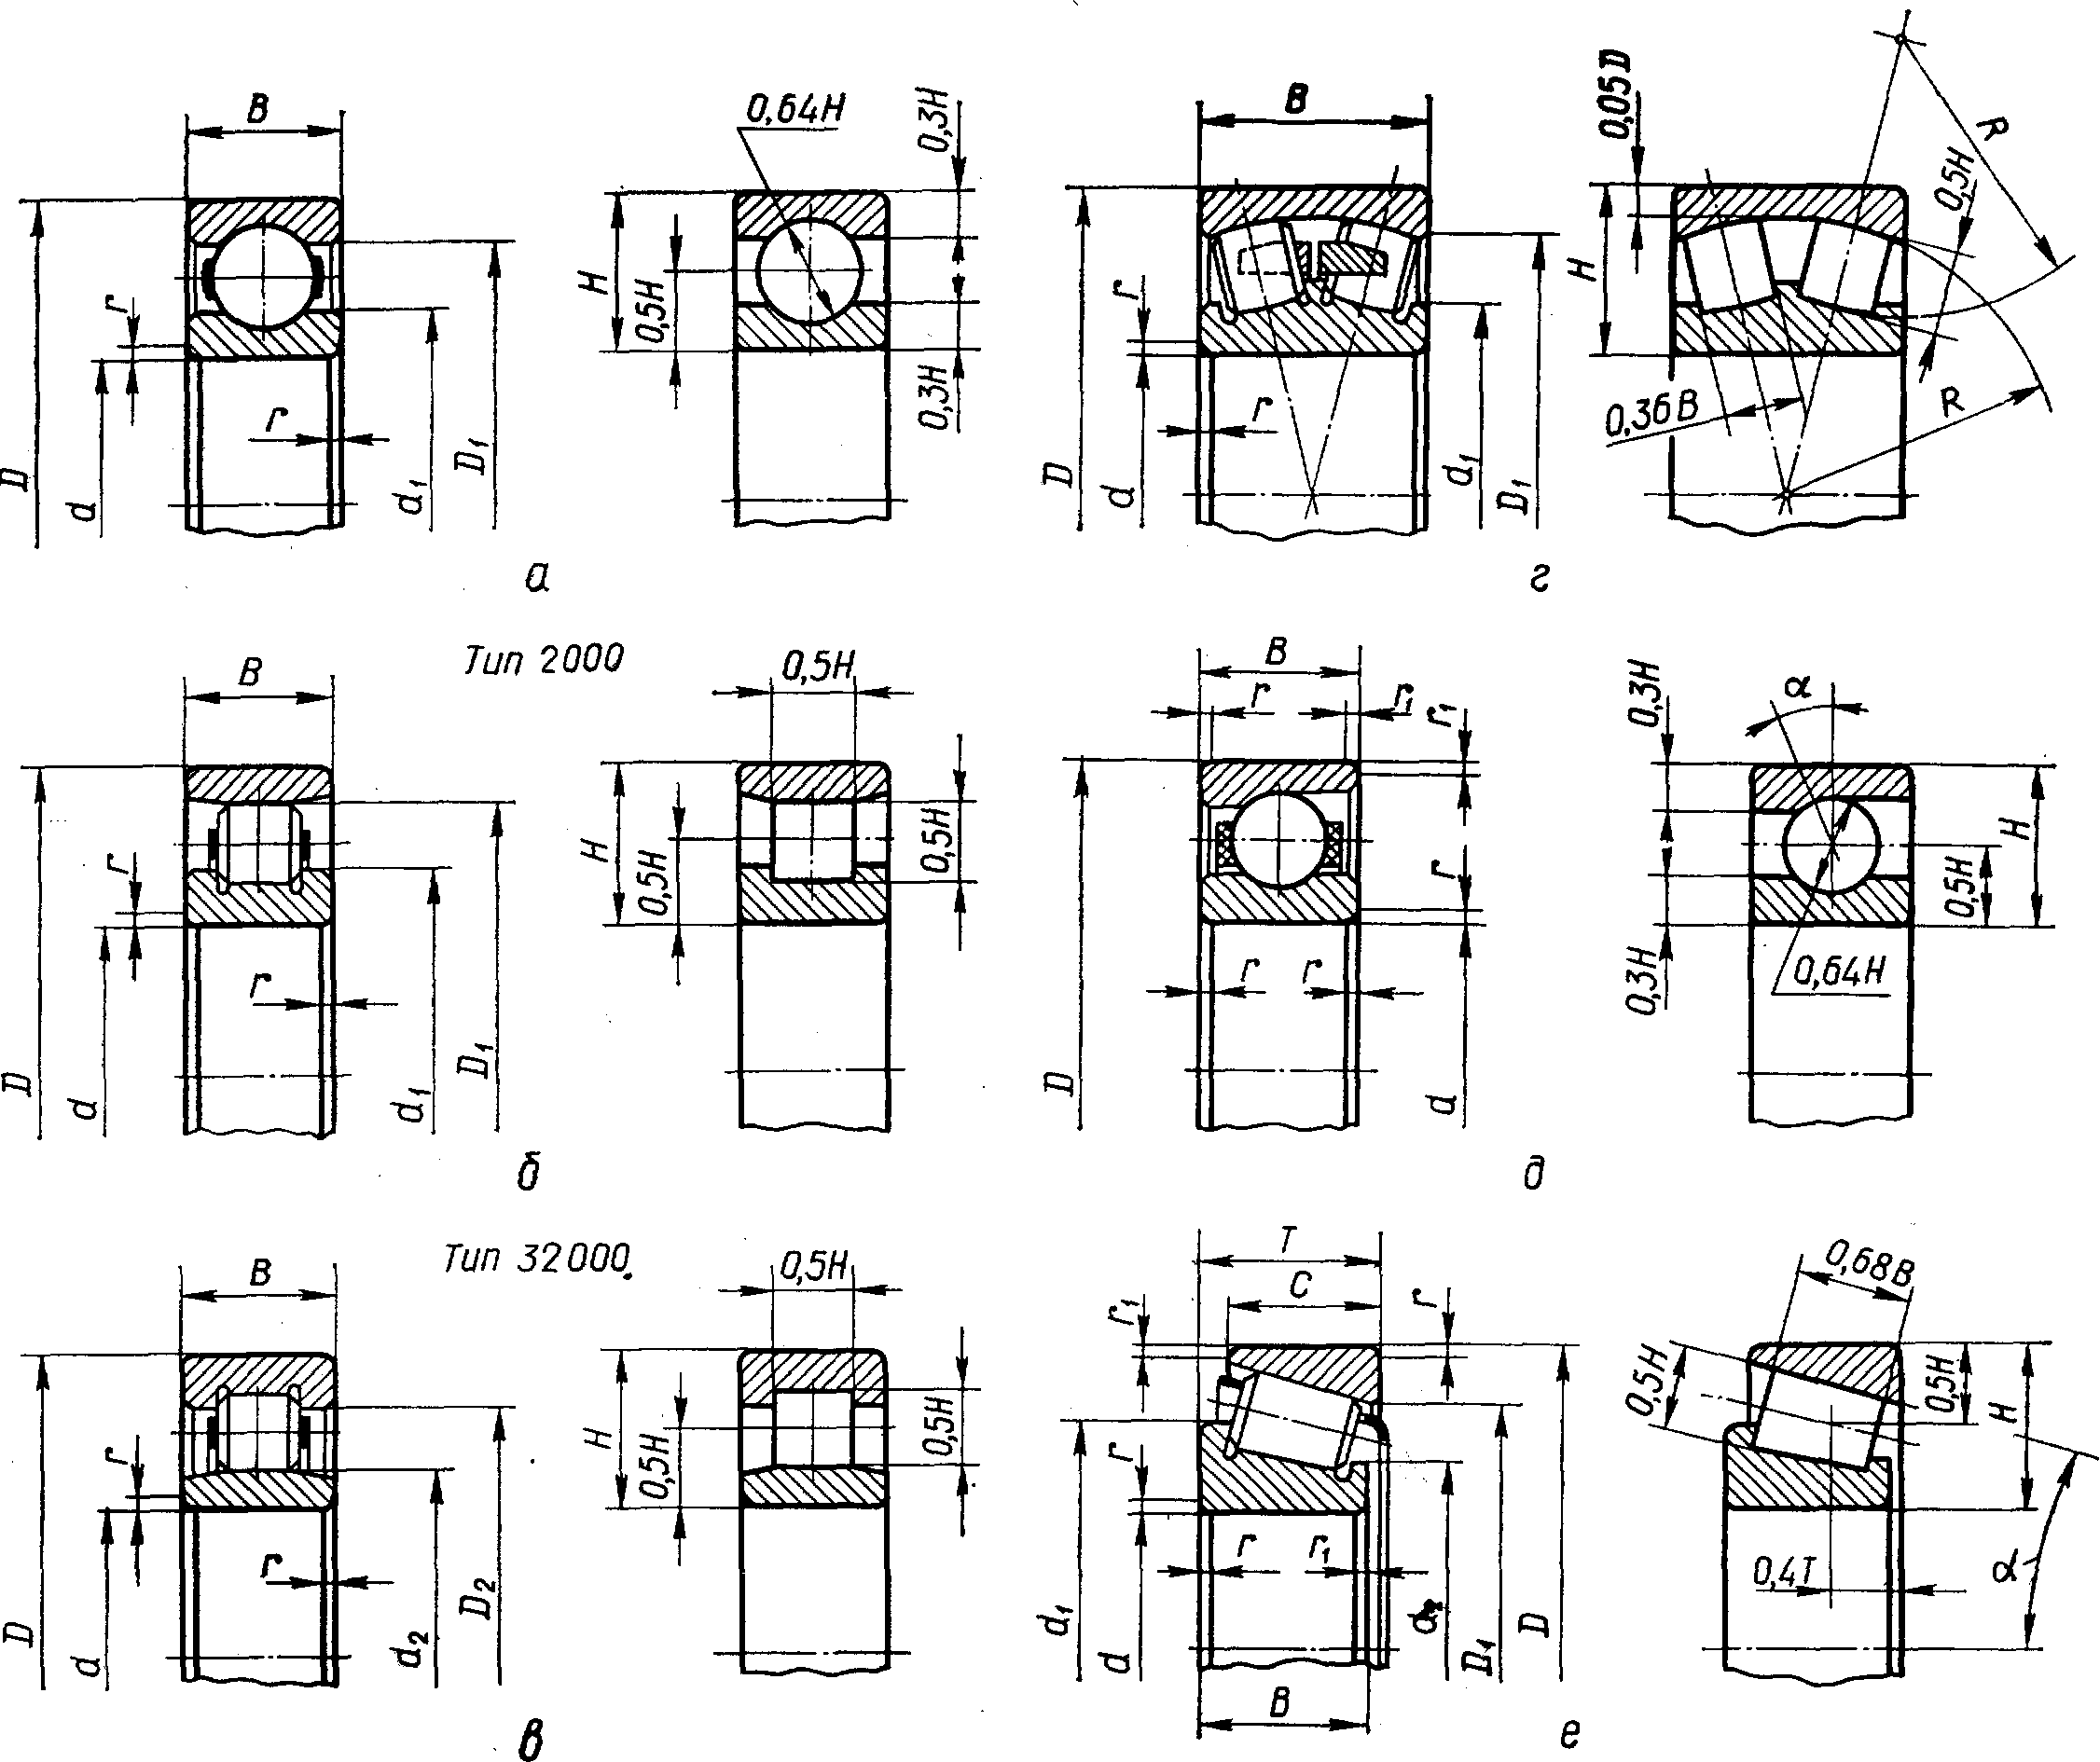 B
0,64H
0,3H
H
0,5H
0,3H
r
r
D
d
d₁
D₁
а
B
0,05D
R
0,5H
H
r
r
0,36B
R
D
d
d₁
D₁
г
Тип 2000
B
0,5H
H
0,5H
0,5H
r
r
D
d
d₁
D₁
б
B
r
r₁
r₁
r
r
r
D
d
0,3H
α
H
0,5H
0,3H
0,64H
д
Тип 32000
B
0,5H
H
0,5H
0,5H
r
r
D
d
d₂
D₂
в
T
C
r₁
r
r
r
r₁
d₁
d
D₁
D
B
0,68B
0,5H
0,5H
H
0,4T
α
е